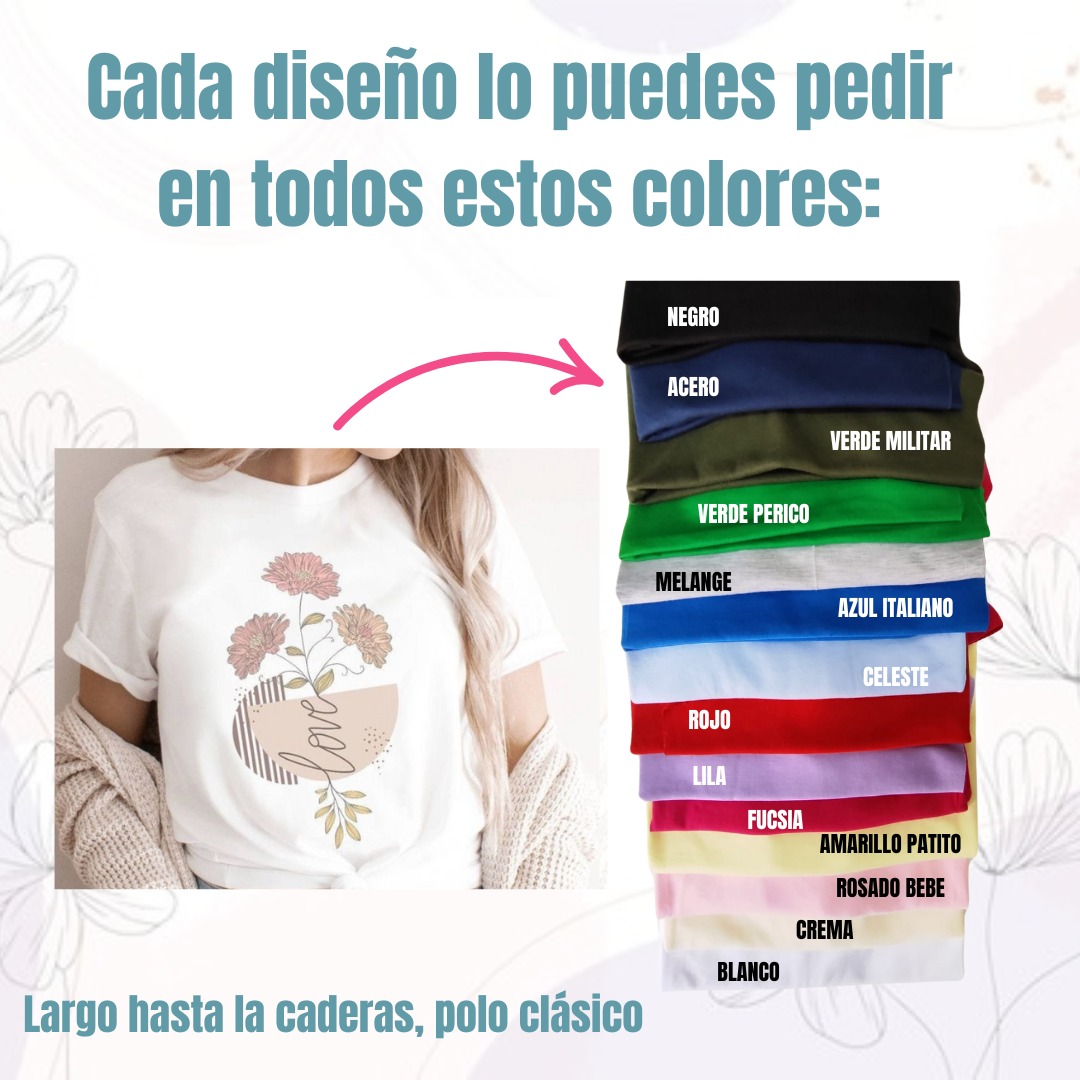 Cada diseño lo puedes pedir
en todos estos colores:
NEGRO
ACERO
VERDE MILITAR
VERDE PERICO
MELANGE
AZUL ITALIANO
CELESTE
ROJO
LILA
FUCSIA
AMARILLO PATITO
ROSADO BEBE
CREMA
BLANCO
love
Largo hasta la caderas, polo clásico